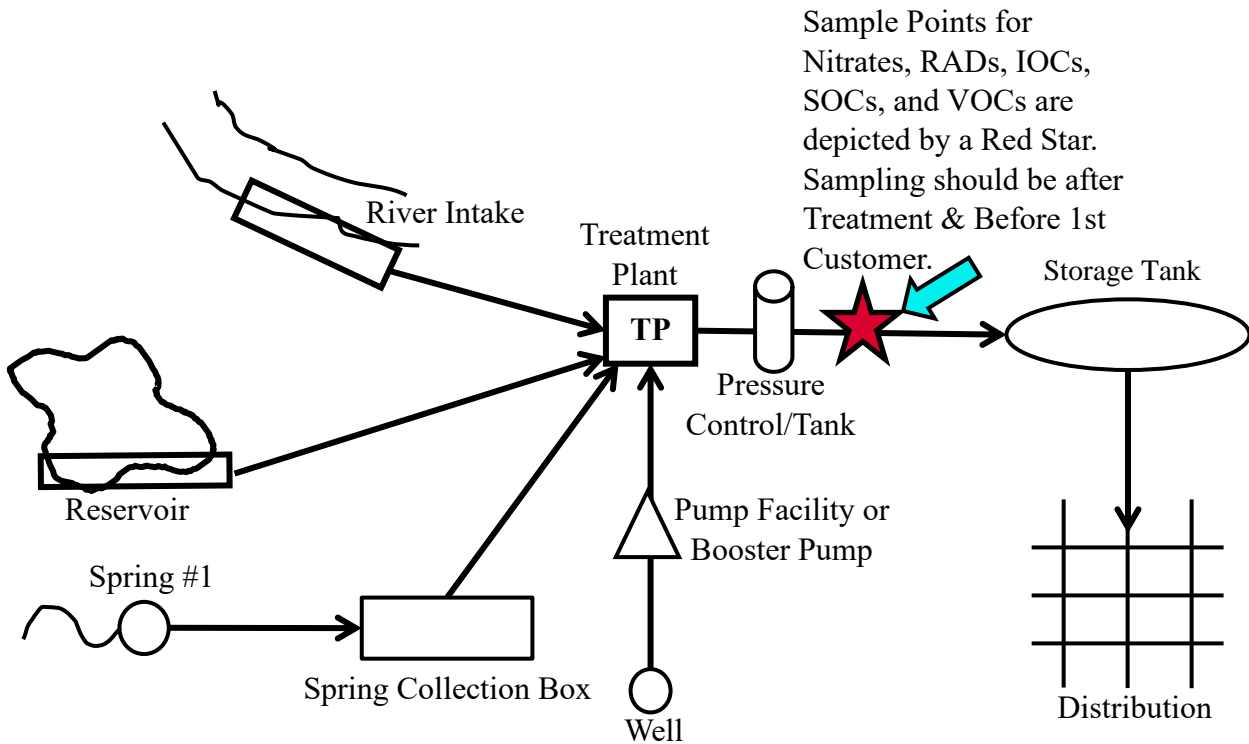 Sample Points for
Nitrates, RADs, IOCs,
SOCs, and VOCs are
depicted by a Red Star.
Sampling should be after
Treatment & Before 1st
Customer.
River Intake
Treatment
Plant
Storage Tank
TP
Pressure
Control/Tank
Reservoir
Pump Facility or
Booster Pump
Spring #1
Spring Collection Box
Well
Distribution